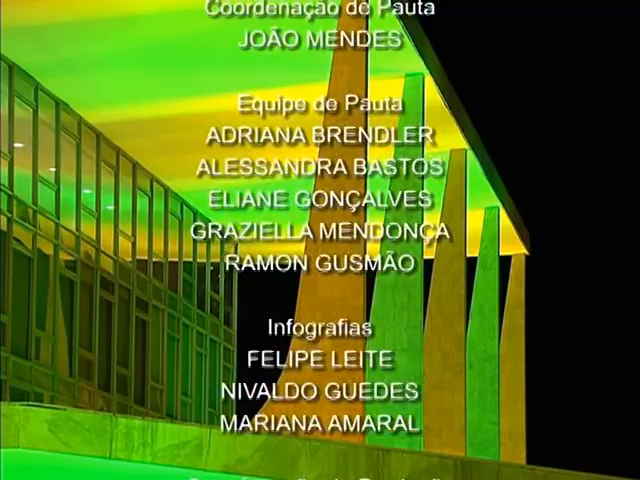 Coordenação de Pauta
JOÃO MENDES
Equipe de Pauta
ADRIANA BRENDLER
ALESSANDRA BASTOS
ELIANE GONÇALVES
GRAZIELLA MENDONÇA
RAMON GUSMÃO
Infografias
FELIPE LEITE
NIVALDO GUEDES
MARIANA AMARAL